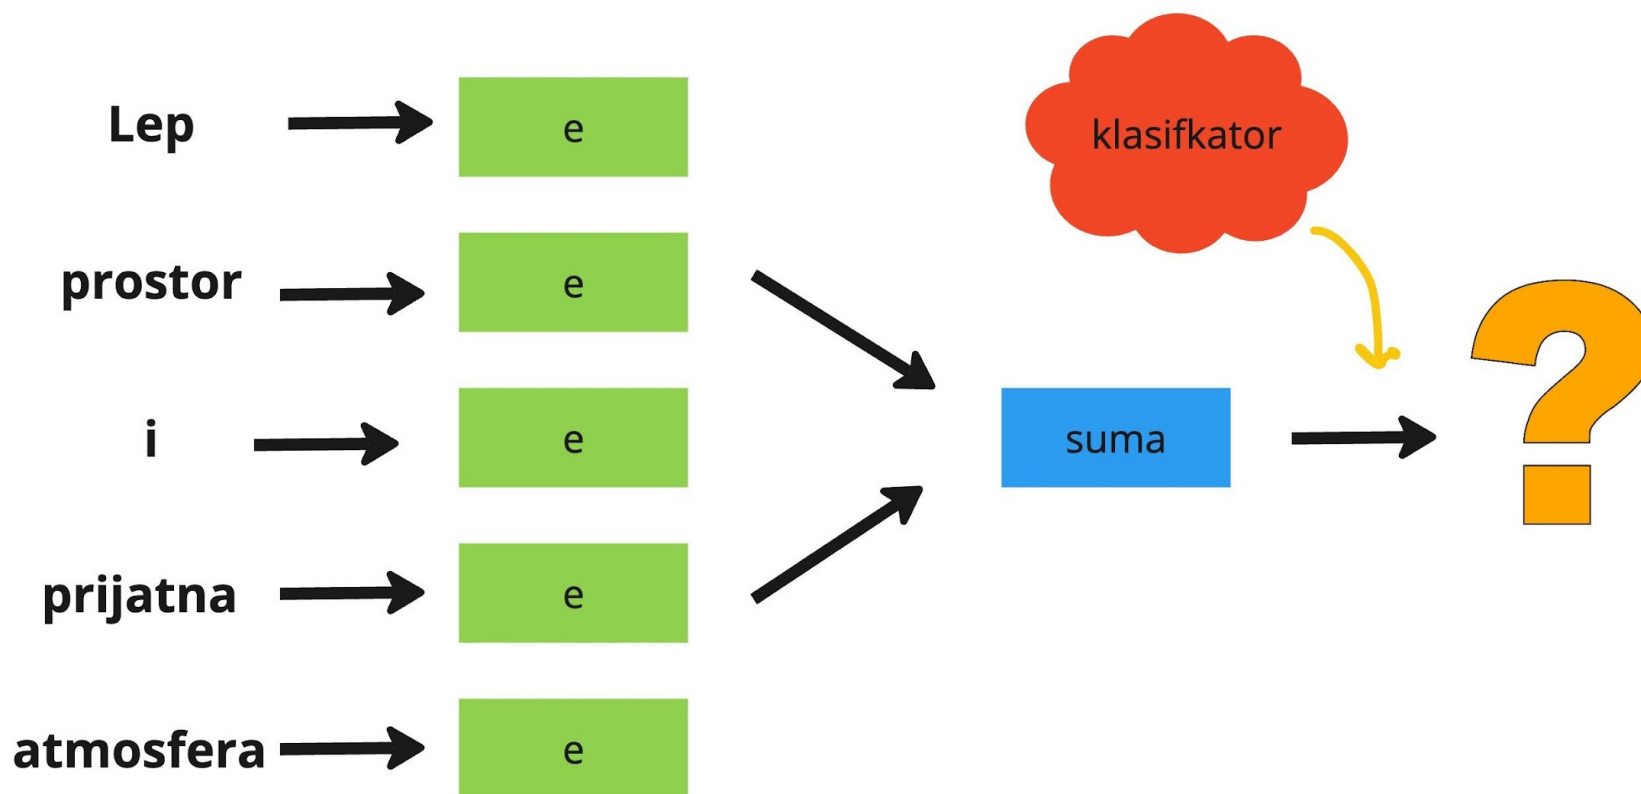 Lep
e
klasifkator
prostor
e
i
e
suma
?
prijatna
e
atmosfera
e